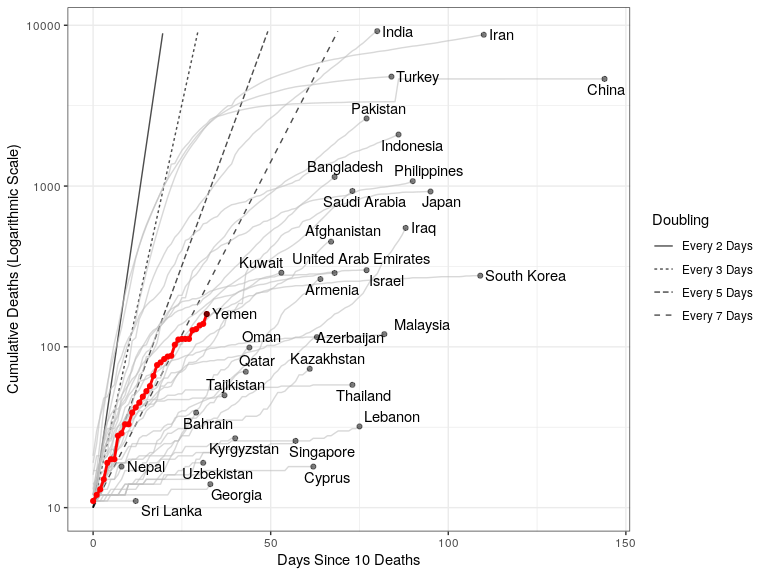 10000
1000
100
10
Cumulative Deaths (Logarithmic Scale)
India
Iran
Turkey
China
Pakistan
Indonesia
Bangladesh
Philippines
Saudi Arabia
Japan
Afghanistan
Iraq
Kuwait
United Arab Emirates
Armenia
Israel
South Korea
Yemen
Oman
Azerbaijan
Malaysia
Qatar
Kazakhstan
Tajikistan
Thailand
Bahrain
Lebanon
Kyrgyzstan
Singapore
Nepal
Uzbekistan
Cyprus
Georgia
Sri Lanka
0
50
100
150
Days Since 10 Deaths
Doubling
Every 2 Days
Every 3 Days
Every 5 Days
Every 7 Days